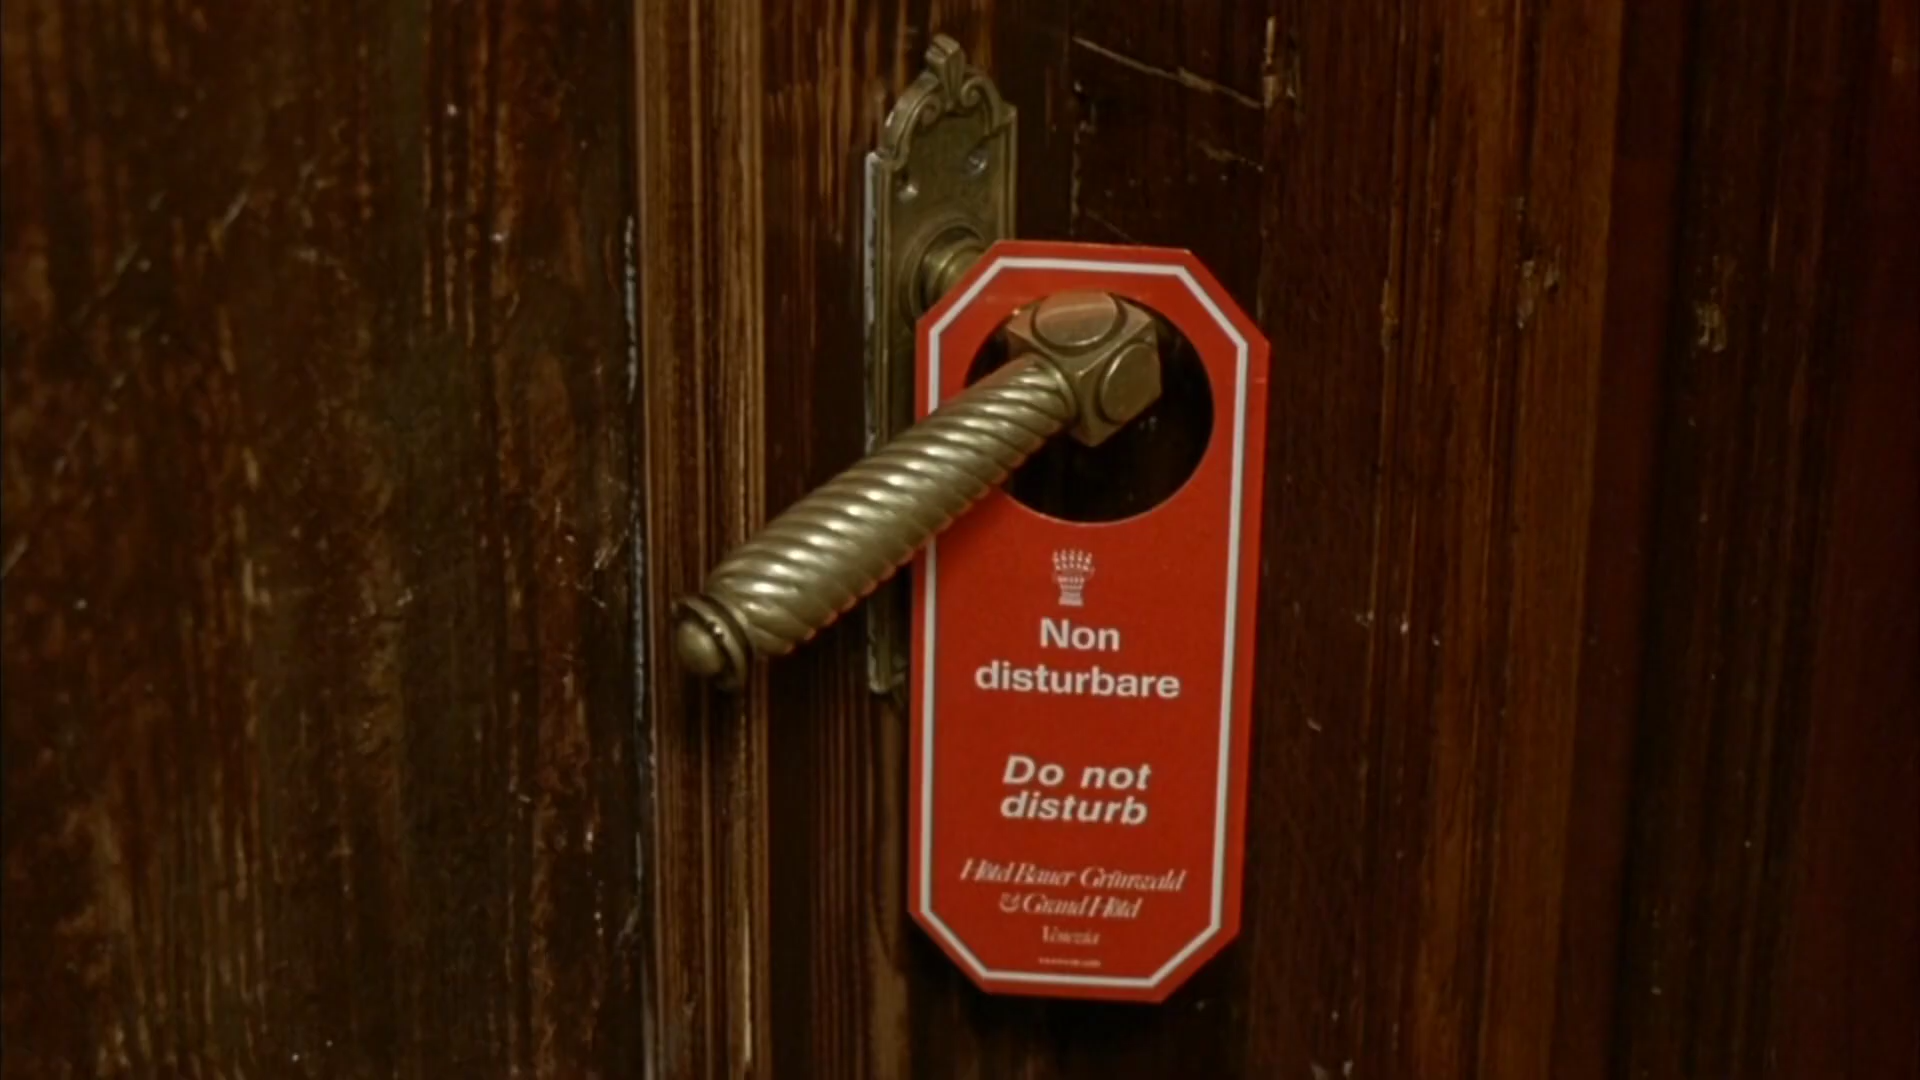 Non
disturbare
Do not
disturb
Hôtel Bauer Grünwald
& Grand Hôtel
Venezia